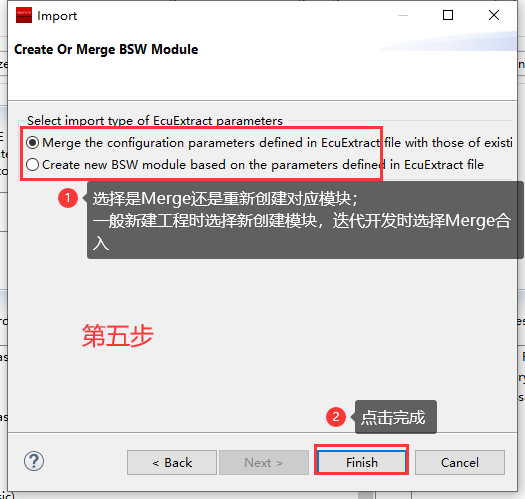 Import
Create Or Merge BSW Module
Select import type of EcuExtract parameters
Merge the configuration parameters defined in EcuExtract file with those of existi
Create new BSW module based on the parameters defined in EcuExtract file
1
选择是Merge还是重新创建对应模块；
一般新建工程时选择新创建模块，迭代开发时选择Merge合
入
第五步
2
点击完成
?
< Back
Next >
Finish
Cancel